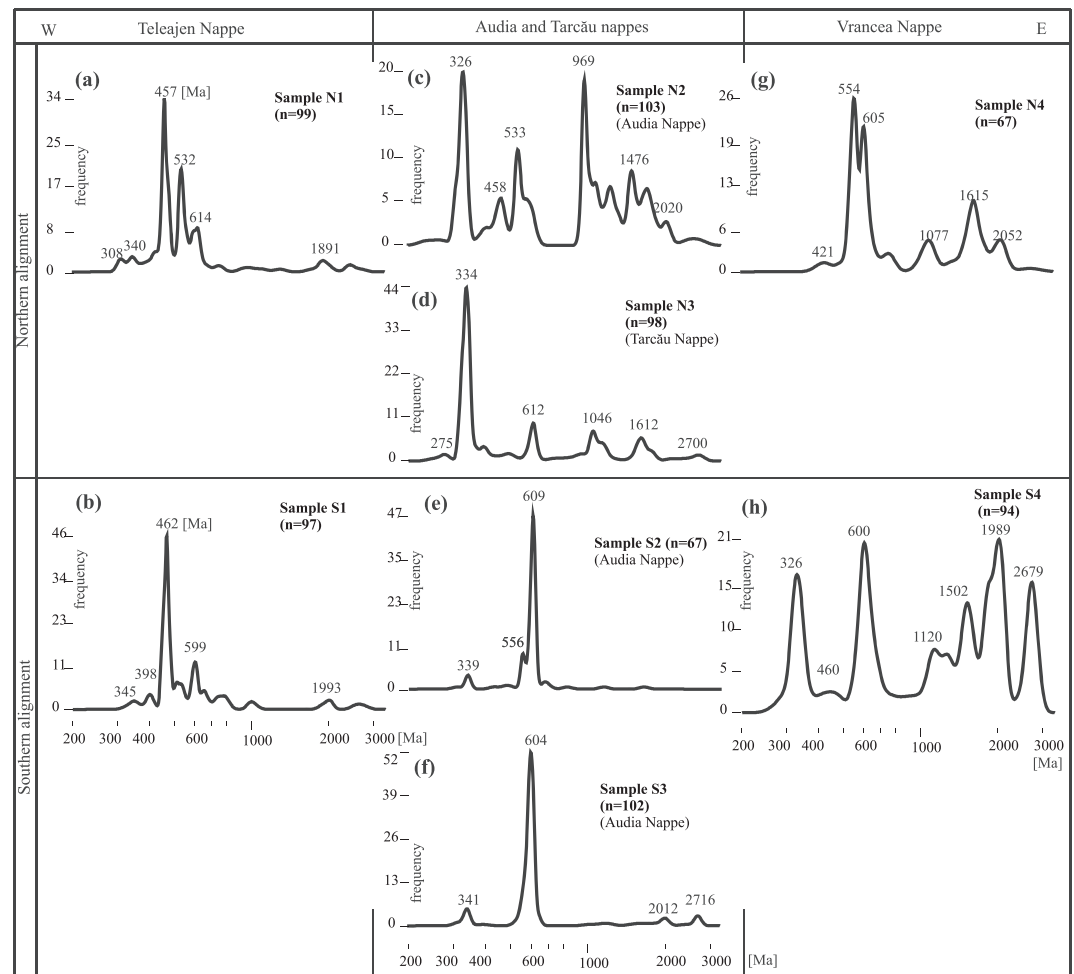 W Teleajen Nappe Audia and Tarcău nappes Vrancea Nappe E
Northern alignment
(a)
457 [Ma]
Sample N1
(n=99)
34
25
17
8
0
frequency
532
614
308
340
1891
(c)
326
969
20
15
10
5
0
frequency
Sample N2
(n=103)
(Audia Nappe)
533
458
1476
2020
(d)
334
44
33
22
11
0
frequency
Sample N3
(n=98)
(Tarcău Nappe)
275
612
1046
1612
2700
(g)
554
605
26
19
13
6
0
frequency
Sample N4
(n=67)
421
1077
1615
2052
Southern alignment
(b)
462 [Ma]
Sample S1
(n=97)
46
34
23
11
0
frequency
345
398
599
1993
200 300 400 600 1000 2000 3000 [Ma]
(e)
609
47
35
23
11
0
frequency
Sample S2 (n=67)
(Audia Nappe)
556
339
(f)
604
52
39
26
13
0
frequency
Sample S3
(n=102)
(Audia Nappe)
341
2012
2716
200 300 400 600 1000 2000 3000 [Ma]
(h)
Sample S4
(n=94)
21
15
10
5
0
frequency
326
460
600
1120
1502
1989
2679
200 300 400 600 1000 2000 3000
[Ma]